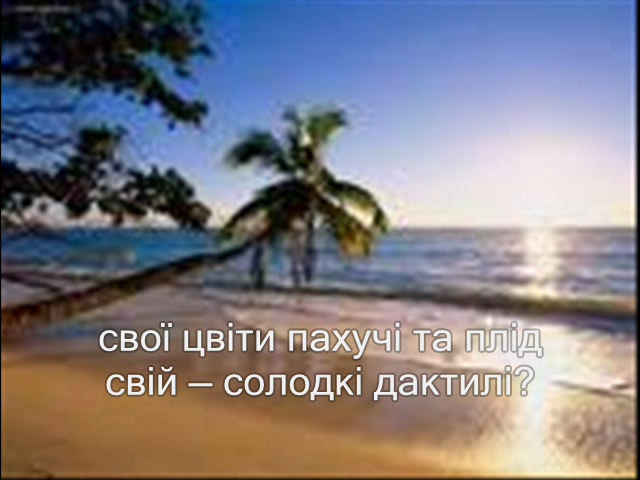 свої цвіти пахучі та плід
свій — солодкі дактилі?